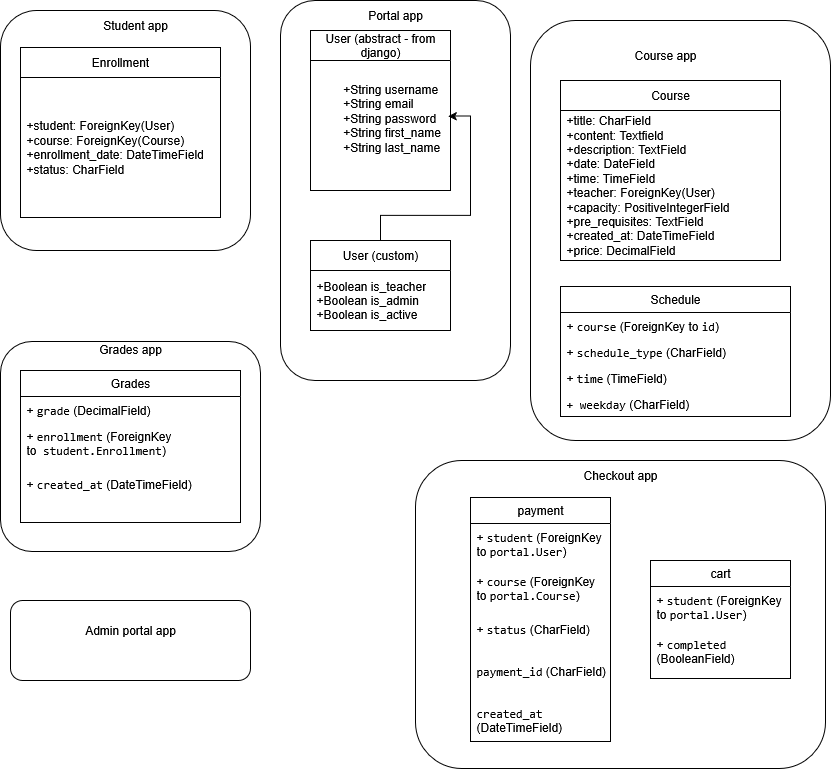 Student app
Enrollment
+student: ForeignKey(User)
+course: ForeignKey(Course)
+enrollment_date: DateTimeField
+status: CharField
Portal app
User (abstract - from
django)
+String username
+String email
+String password
+String first_name
+String last_name
User (custom)
+Boolean is_teacher
+Boolean is_admin
+Boolean is_active
Course app
Course
+title: CharField
+content: Textfield
+description: TextField
+date: DateField
+time: TimeField
+teacher: ForeignKey(User)
+capacity: PositiveIntegerField
+pre_requisites: TextField
+created_at: DateTimeField
+price: DecimalField
Schedule
+ course (ForeignKey to id)
+ schedule_type (CharField)
+ time (TimeField)
+ weekday (CharField)
Grades app
Grades
+ grade (DecimalField)
+ enrollment (ForeignKey
to student.Enrollment)
+ created_at (DateTimeField)
Checkout app
payment
+ student (ForeignKey
to portal.User)
+ course (ForeignKey
to portal.Course)
+ status (CharField)
payment_id (CharField)
created_at
(DateTimeField)
cart
+ student (ForeignKey
to portal.User)
+ completed
(BooleanField)
Admin portal app